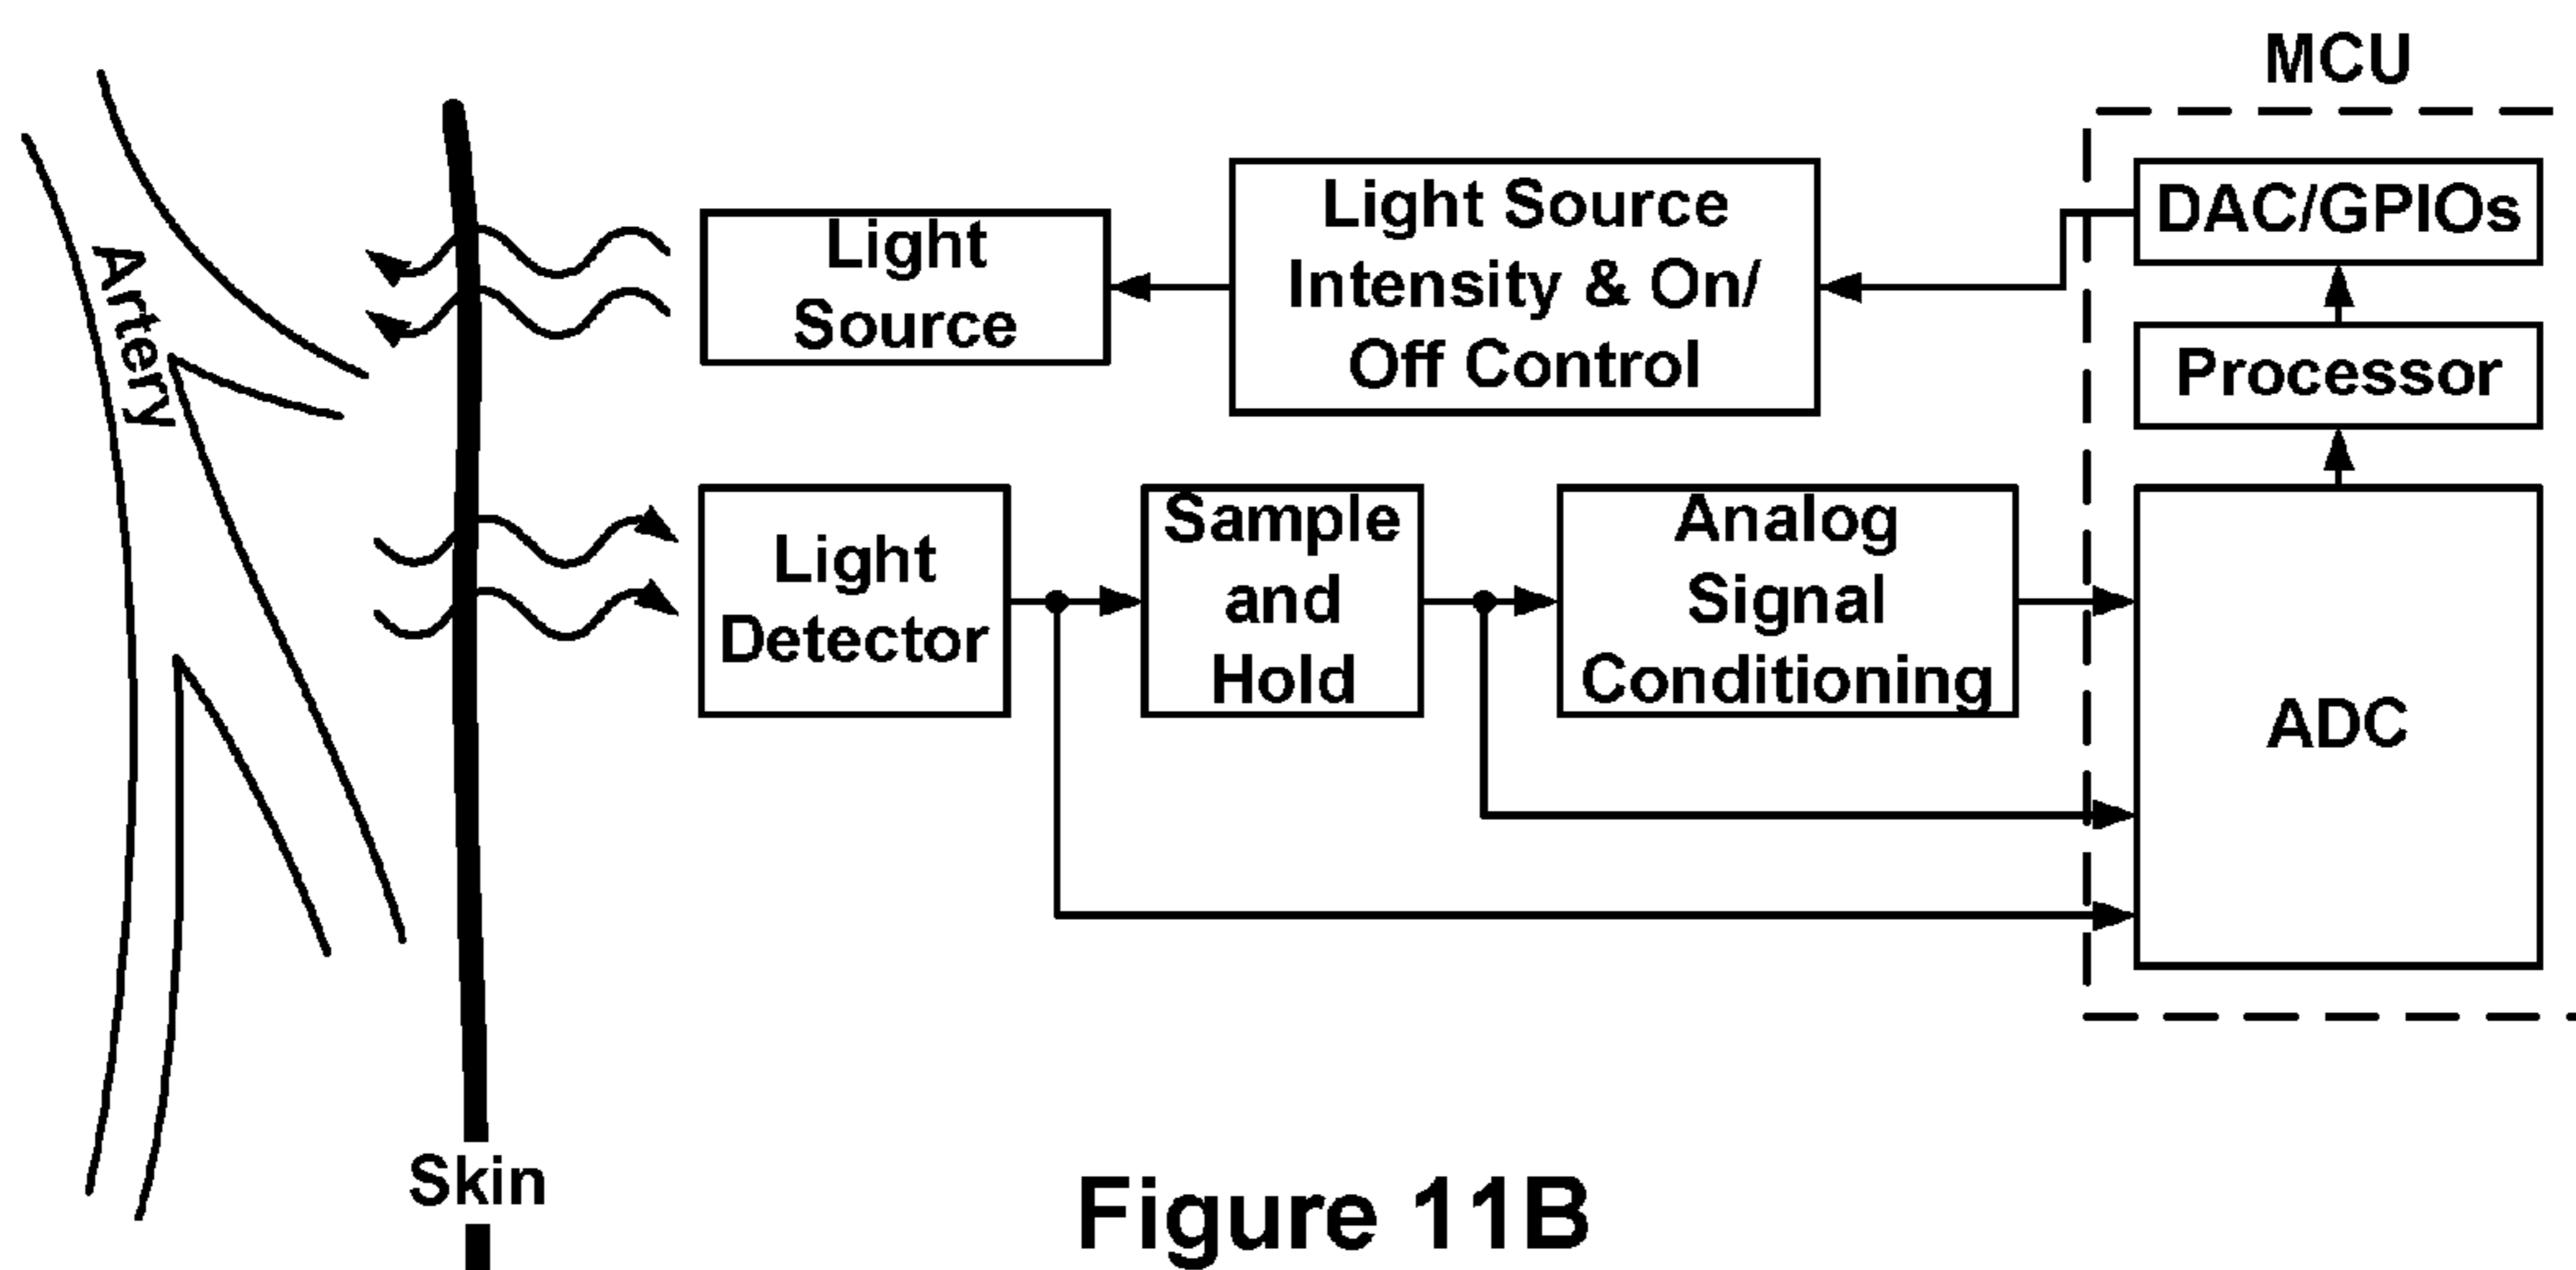 MCU
Artery
Light
Source
Light Source
Intensity & On/
Off Control
DAC/GPIOs
Processor
Light
Detector
Sample
and
Hold
Analog
Signal
Conditioning
ADC
Skin
Figure 11B